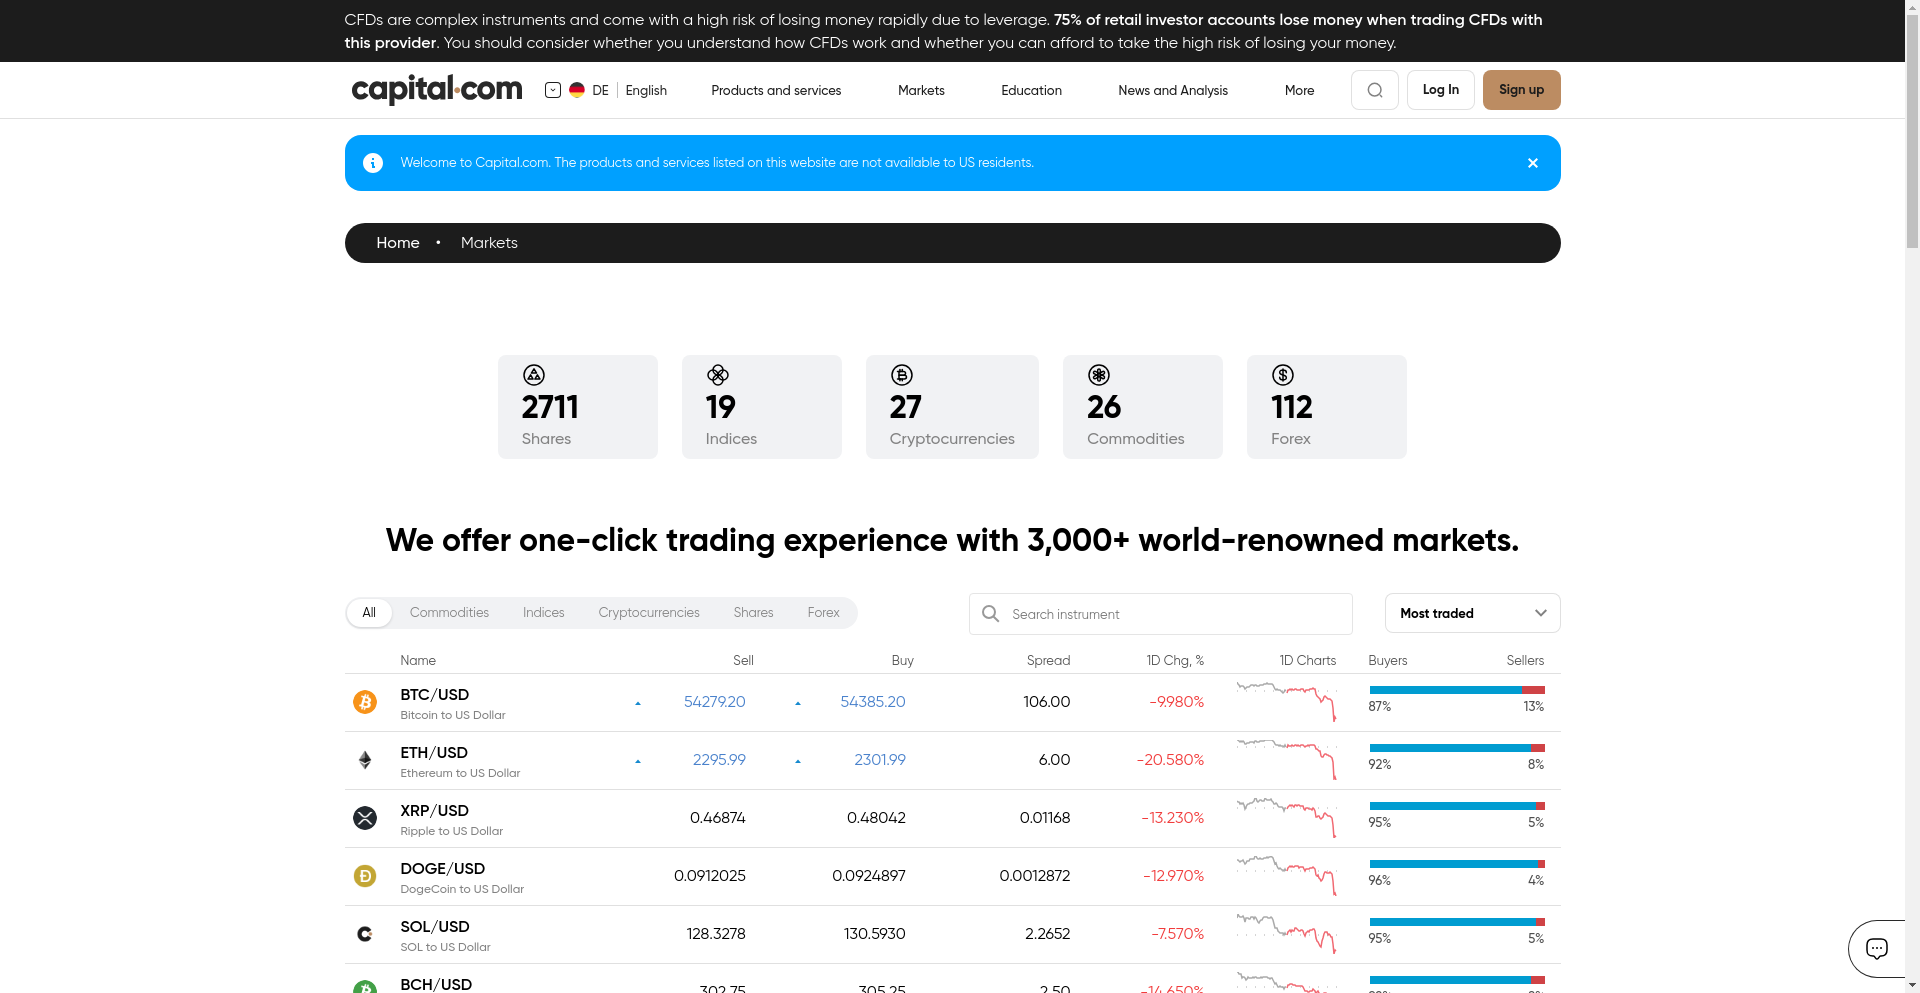 CFDs are complex instruments and come with a high risk of losing money rapidly due to leverage. 75% of retail investor accounts lose money when trading CFDs with
this provider. You should consider whether you understand how CFDs work and whether you can afford to take the high risk of losing your money.
capital.com DE English Products and services Markets Education News and Analysis More Log In Sign up
Welcome to Capital.com. The products and services listed on this website are not available to US residents.
Home • Markets
2711 19 27 26 112
Shares Indices Cryptocurrencies Commodities Forex
We offer one-click trading experience with 3,000+ world-renowned markets.
All Commodities Indices Cryptocurrencies Shares Forex Search instrument Most traded
Name Sell Buy Spread 1D Chg, % 1D Charts Buyers Sellers
BTC/USD 54279.20 54385.20 106.00 -9.980%
Bitcoin to US Dollar 87% 13%
ETH/USD 2295.99 2301.99 6.00 -20.580%
Ethereum to US Dollar 92% 8%
XRP/USD 0.46874 0.48042 0.01168 -13.230%
Ripple to US Dollar 95% 5%
DOGE/USD 0.0912025 0.0924897 0.0012872 -12.970%
DogeCoin to US Dollar 96% 4%
SOL/USD 128.3278 130.5930 2.2652 -7.570%
SOL to US Dollar 95% 5%
BCH/USD 302.75 305.25 2.50 -14.650%